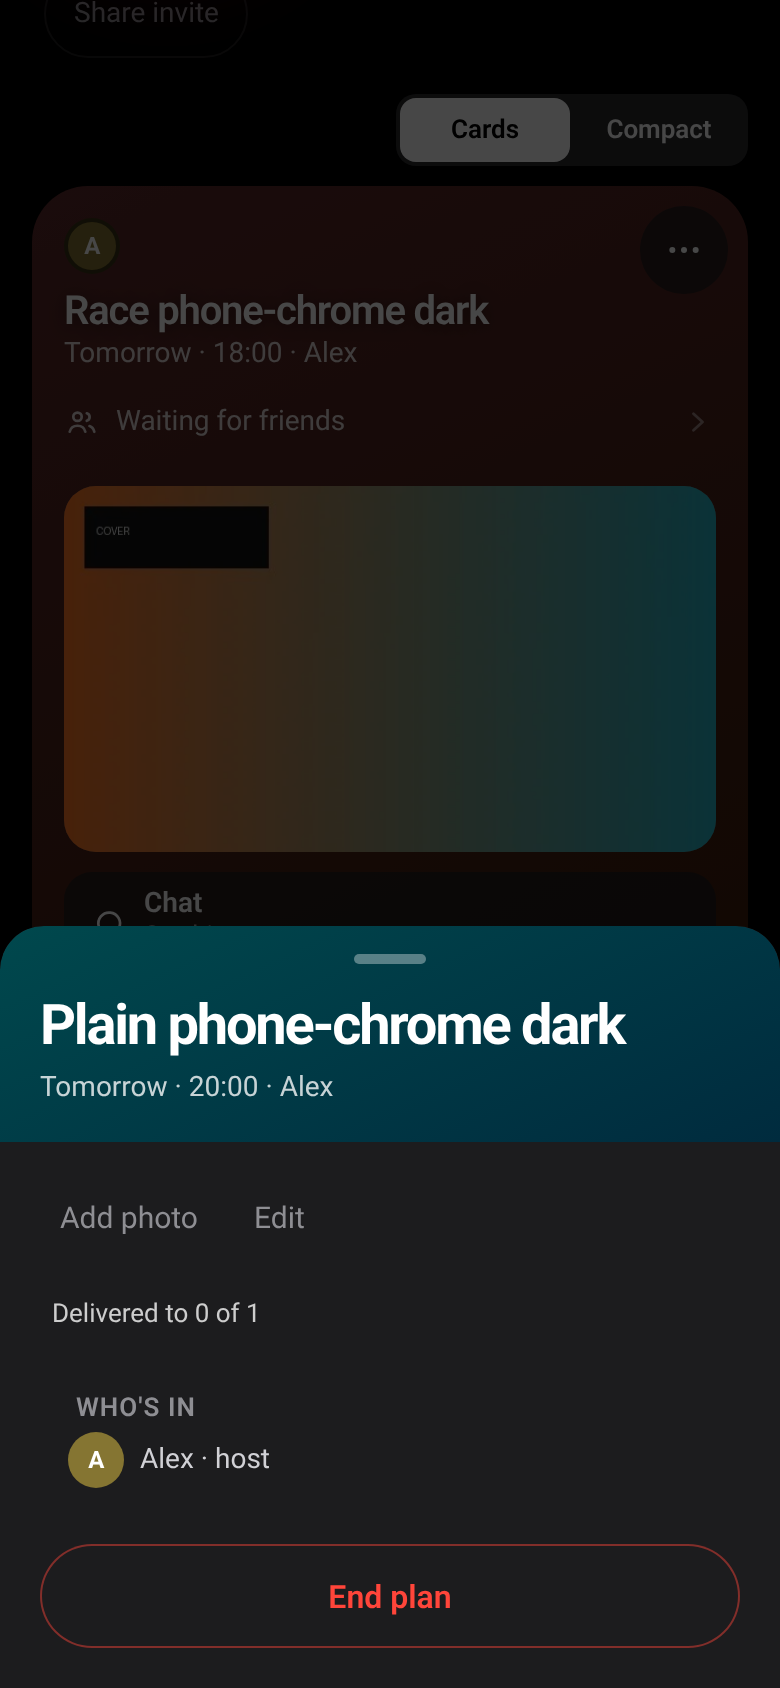 Share invite
Cards
Compact
A
Race phone-chrome dark
Tomorrow · 18:00 · Alex
Waiting for friends
COVER
Chat
Plain phone-chrome dark
Tomorrow · 20:00 · Alex
Add photo
Edit
Delivered to 0 of 1
WHO'S IN
A
Alex · host
End plan